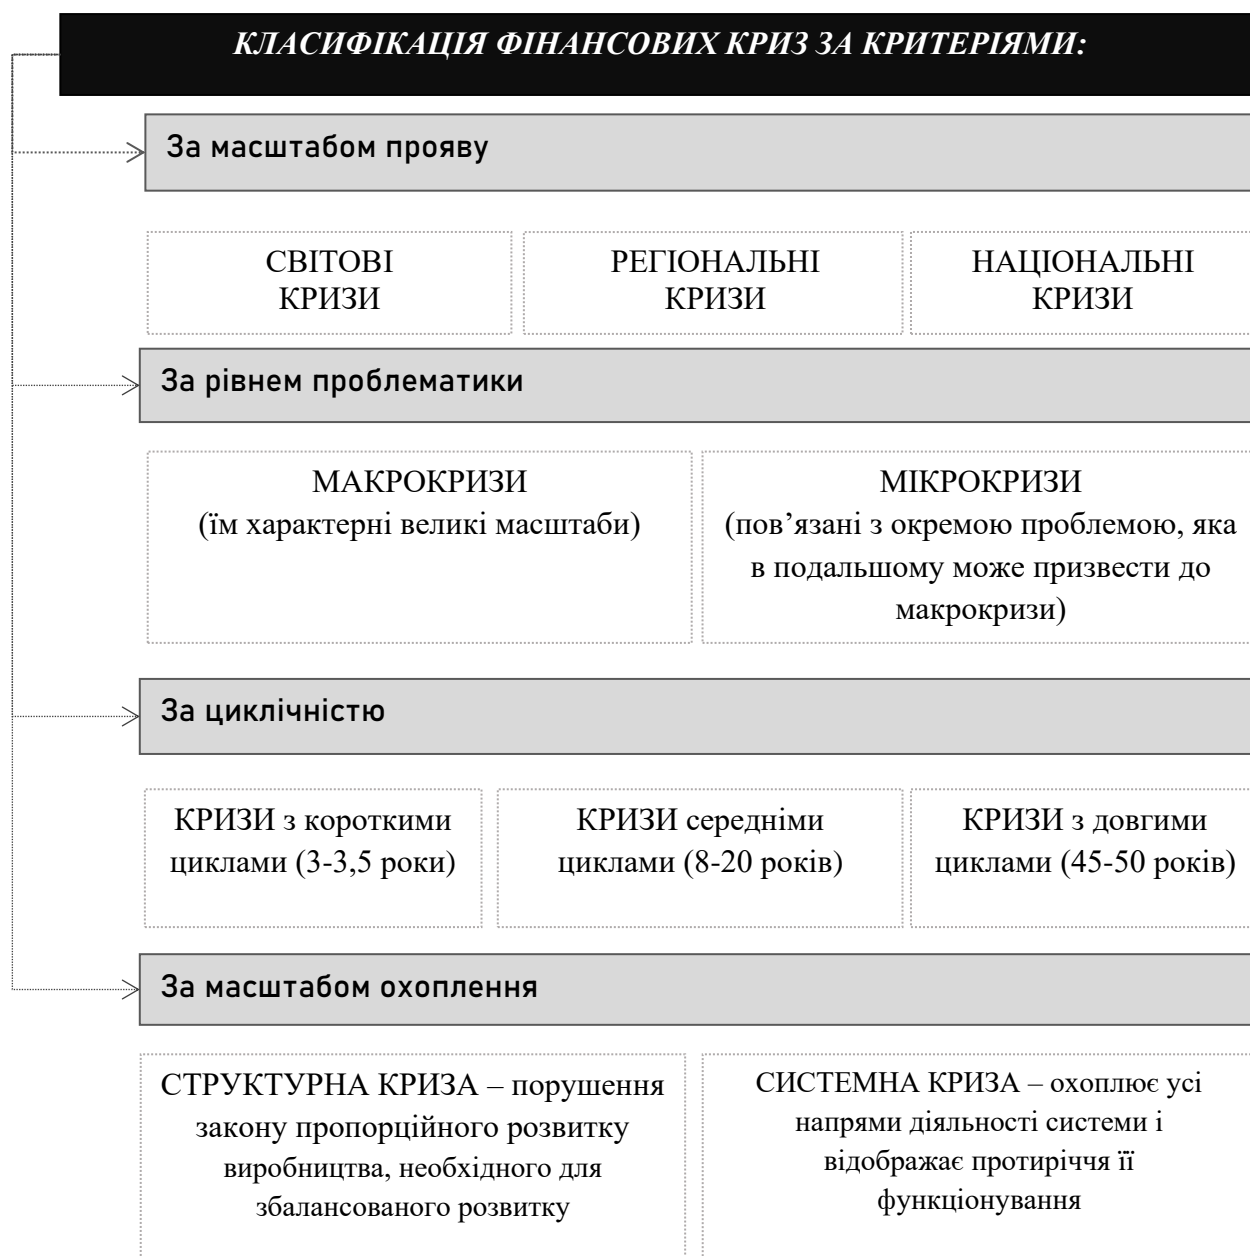 КЛАСИФІКАЦІЯ ФІНАНСОВИХ КРИЗ ЗА КРИТЕРІЯМИ:
За масштабом прояву
СВІТОВІ
КРИЗИ
РЕГІОНАЛЬНІ
КРИЗИ
НАЦІОНАЛЬНІ
КРИЗИ
За рівнем проблематики
МАКРОКРИЗИ
(їм характерні великі масштаби)
МІКРОКРИЗИ
(пов’язані з окремою проблемою, яка
в подальшому може призвести до
макрокризи)
За циклічністю
КРИЗИ з короткими
циклами (3-3,5 роки)
КРИЗИ середніми
циклами (8-20 років)
КРИЗИ з довгими
циклами (45-50 років)
За масштабом охоплення
СТРУКТУРНА КРИЗА – порушення
закону пропорційного розвитку
виробництва, необхідного для
збалансованого розвитку
СИСТЕМНА КРИЗА – охоплює усі
напрями діяльності системи і
відображає протиріччя її
функціонування